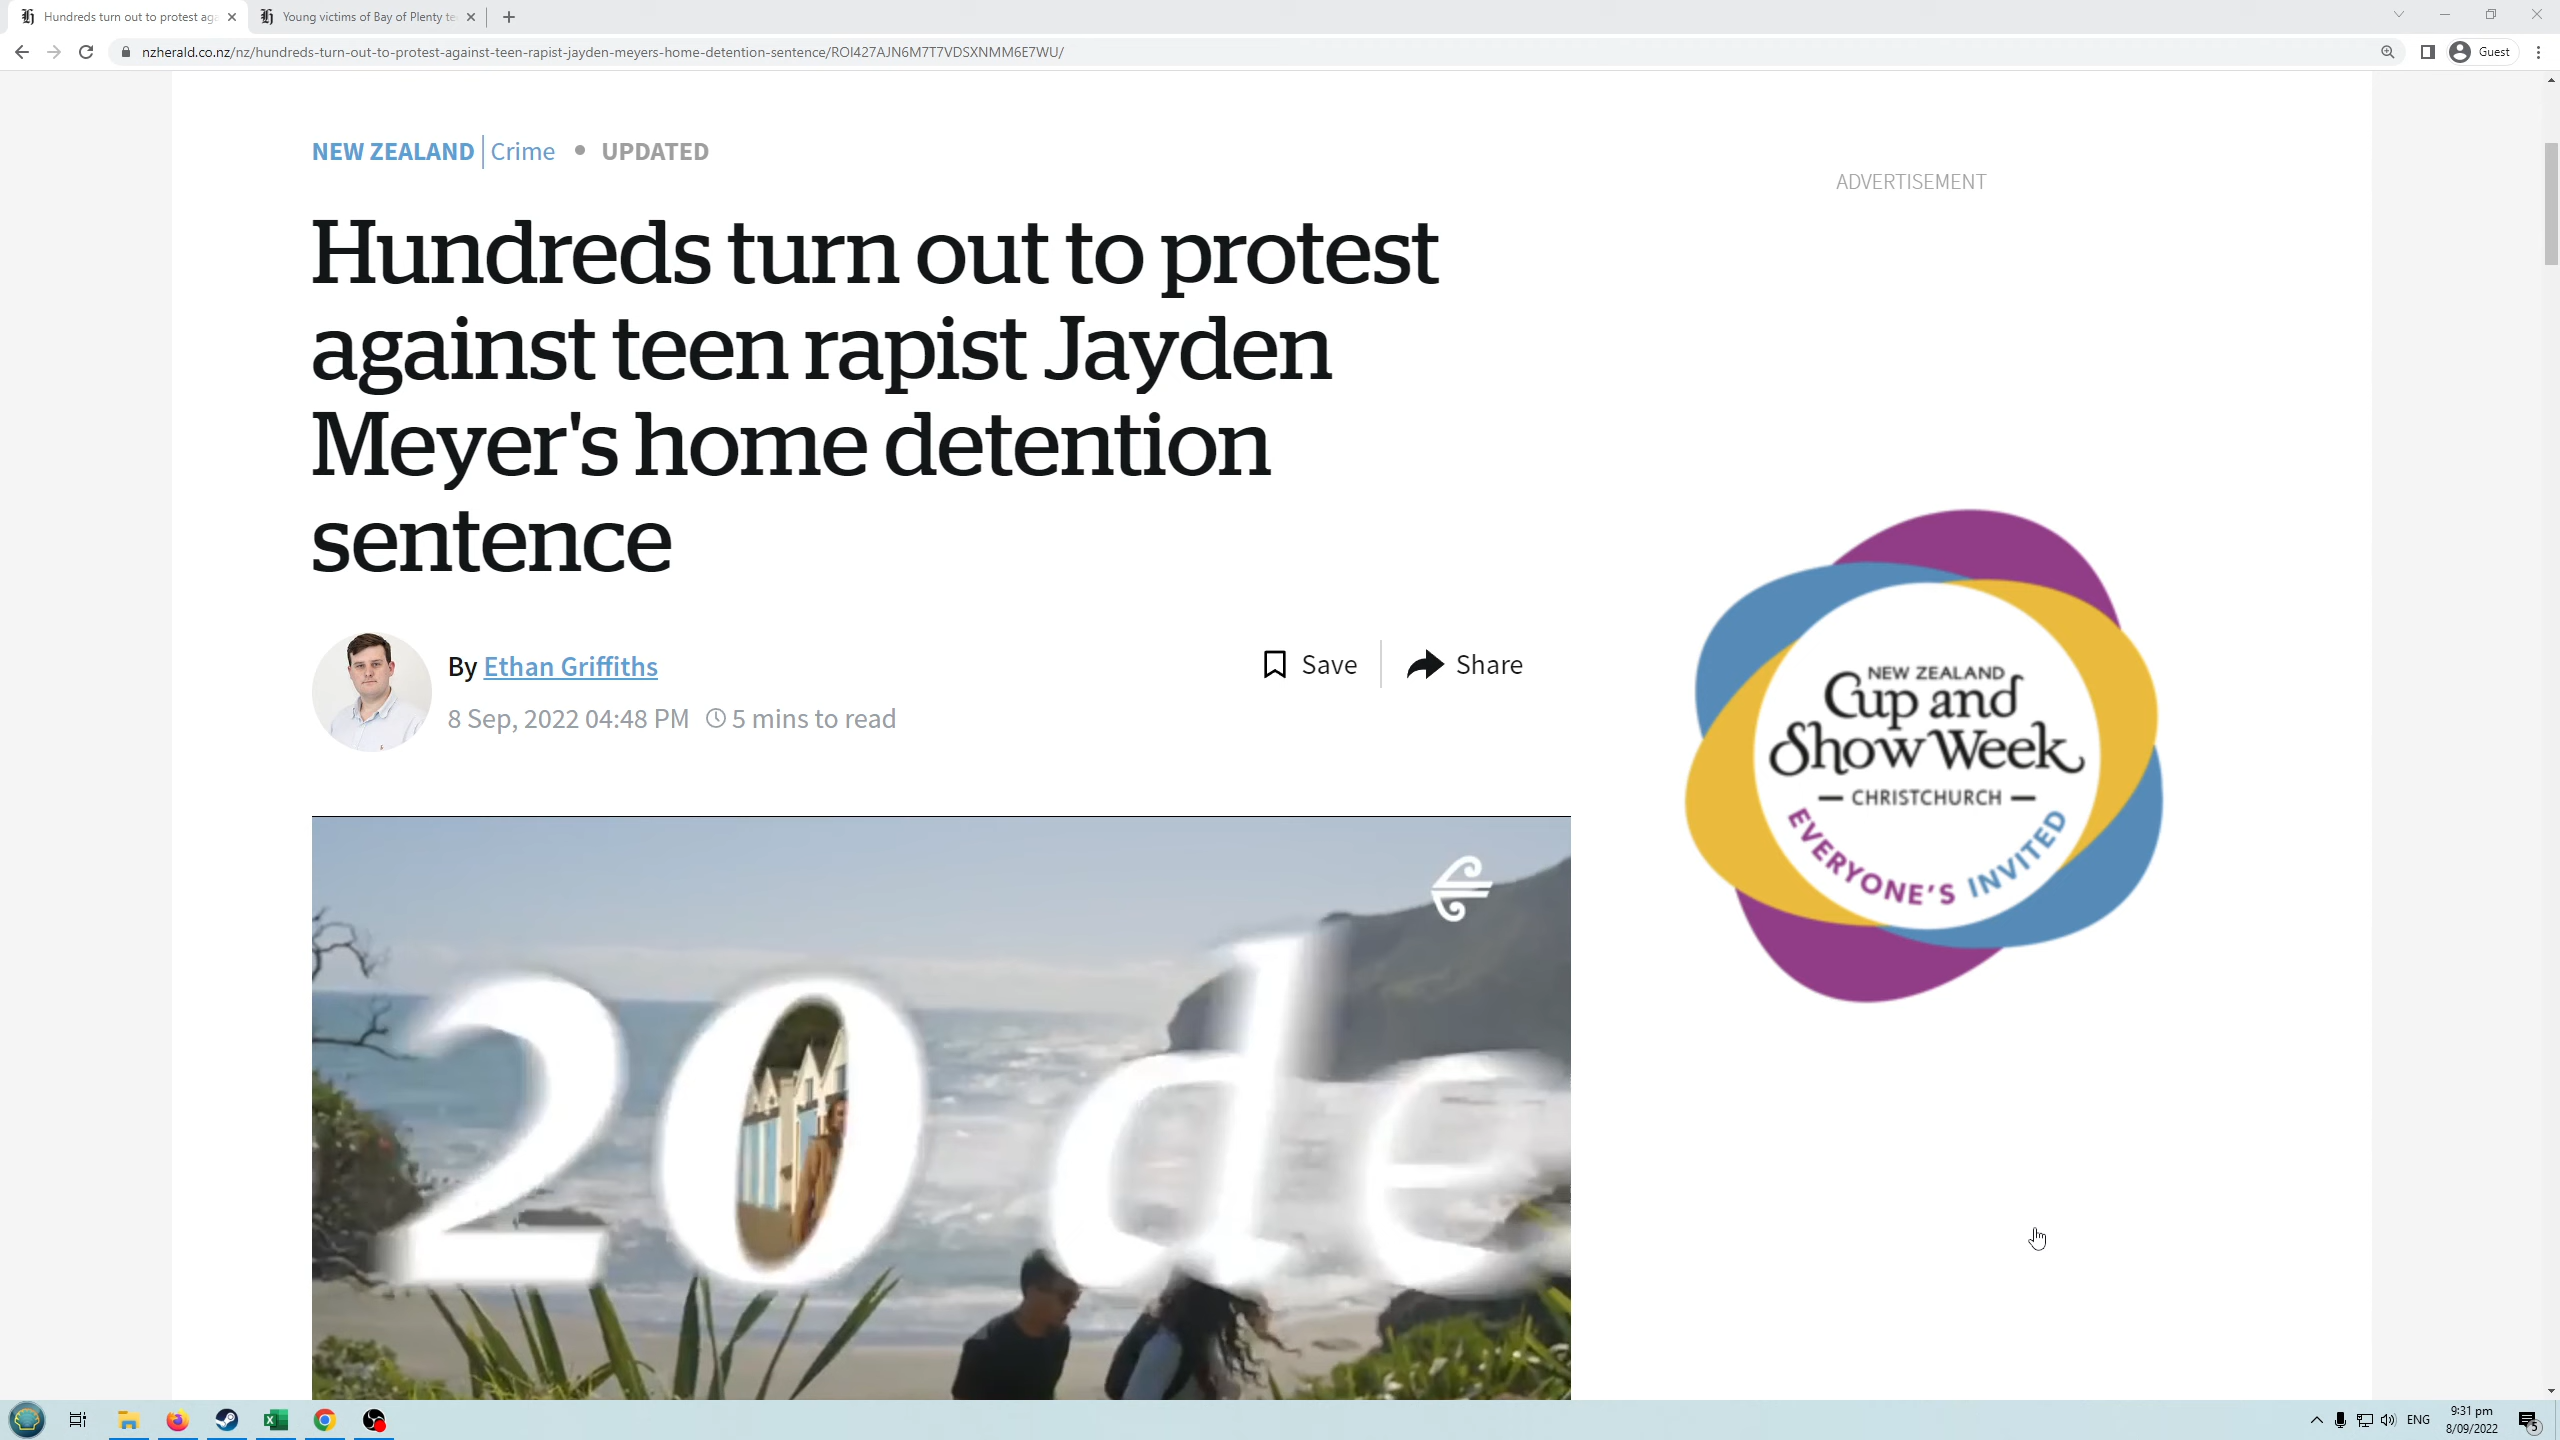 Hundreds turn out to protest aga
Young victims of Bay of Plenty te
nzherald.co.nz/nz/hundreds-turn-out-to-protest-against-teen-rapist-jayden-meyers-home-detention-sentence/ROI427AJN6M7T7VDSXNMM6E7WU/
Guest
NEW ZEALAND | Crime • UPDATED
ADVERTISEMENT
Hundreds turn out to protest
against teen rapist Jayden
Meyer's home detention
sentence
By Ethan Griffiths
Save
Share
8 Sep, 2022 04:48 PM 5 mins to read
NEW ZEALAND
Cup and
Show Week
— CHRISTCHURCH —
EVERYONE'S INVITED
20 de
ENG
9:31 pm
8/09/2022
5